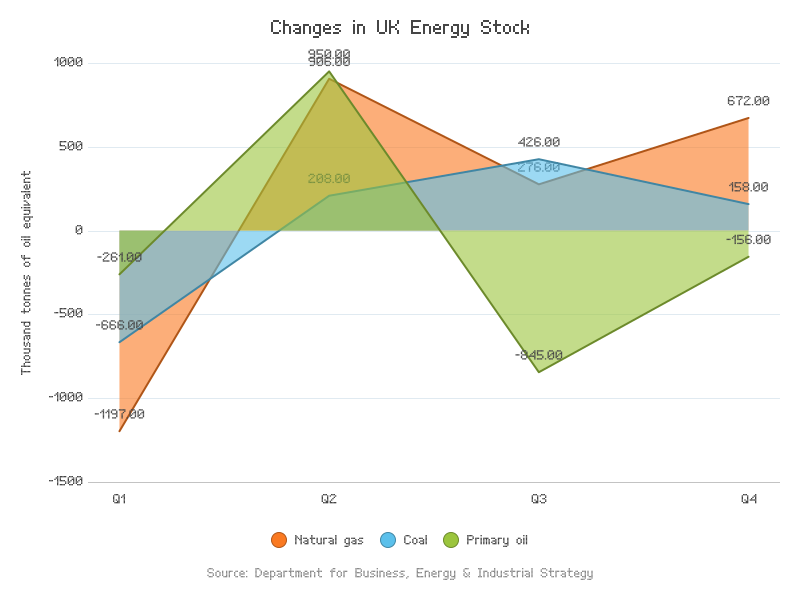 Changes in UK Energy Stock
1000
500
0
-500
-1000
-1500
Thousand tonnes of oil equivalent
950.00
906.00
672.00
426.00
276.00
208.00
158.00
-156.00
-261.00
-668.00
-845.00
-1197.00
Q1
Q2
Q3
Q4
Natural gas
Coal
Primary oil
Source: Department for Business, Energy & Industrial Strategy